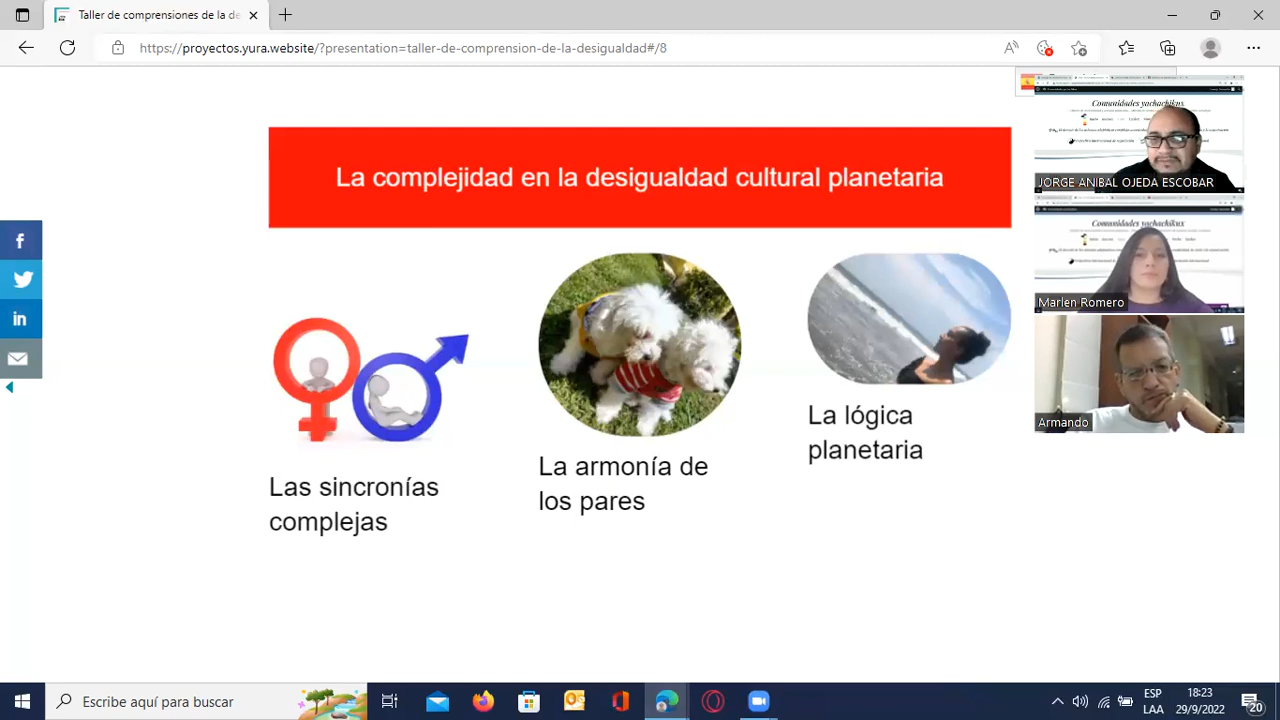 Taller de comprensión de la de
https://proyectos.yura.website/?presentation=taller-de-comprension-de-la-desigualdad#/8
La complejidad en la desigualdad cultural planetaria
Las sincronías
complejas
La armonía de
los pares
La lógica
planetaria
in
Comunidades yachachikux
JORGE ANIBAL OJEDA ESCOBAR
Comunidades yachachikux
Marlen Romero
Armando
Escribe aquí para buscar
ESP
LAA
18:23
29/9/2022
20